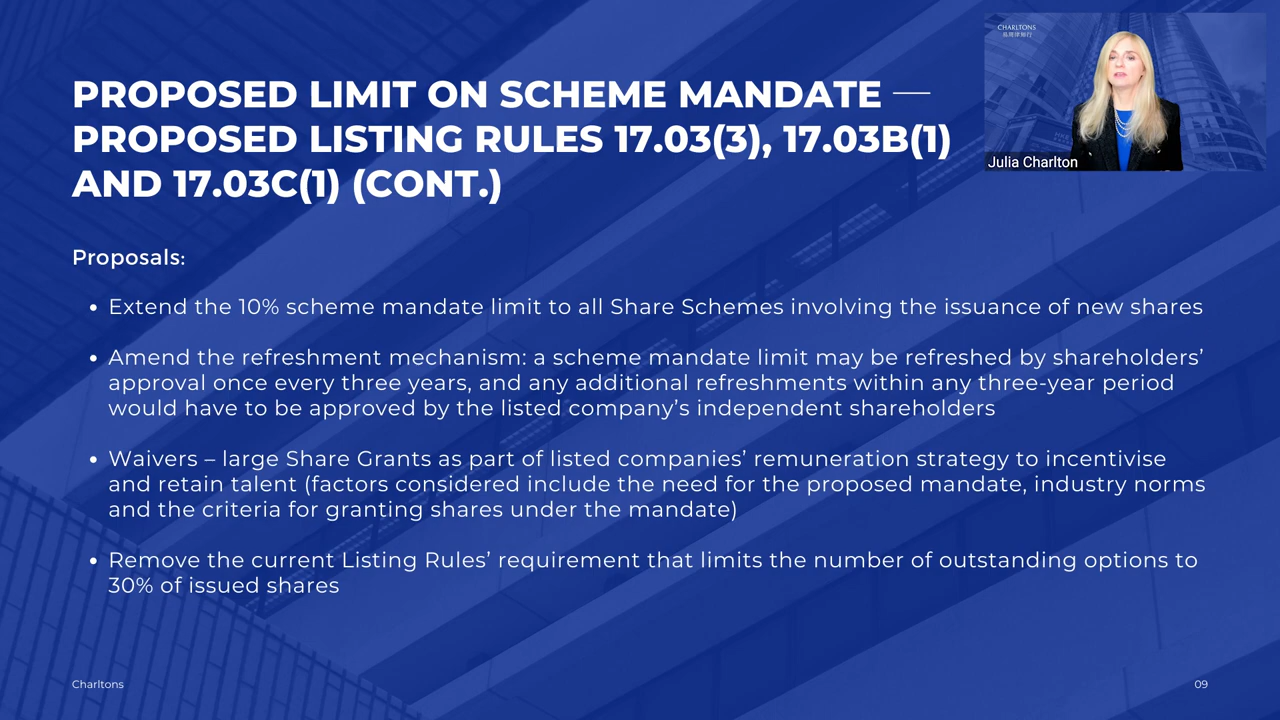 CHARLTONS
PROPOSED LIMIT ON SCHEME MANDATE —
PROPOSED LISTING RULES 17.03(3), 17.03B(1)
AND 17.03C(1) (CONT.)
Julia Charlton
Proposals:
• Extend the 10% scheme mandate limit to all Share Schemes involving the issuance of new shares
• Amend the refreshment mechanism: a scheme mandate limit may be refreshed by shareholders’
approval once every three years, and any additional refreshments within any three-year period
would have to be approved by the listed company’s independent shareholders
• Waivers – large Share Grants as part of listed companies’ remuneration strategy to incentivise
and retain talent (factors considered include the need for the proposed mandate, industry norms
and the criteria for granting shares under the mandate)
• Remove the current Listing Rules’ requirement that limits the number of outstanding options to
30% of issued shares
Charltons
09